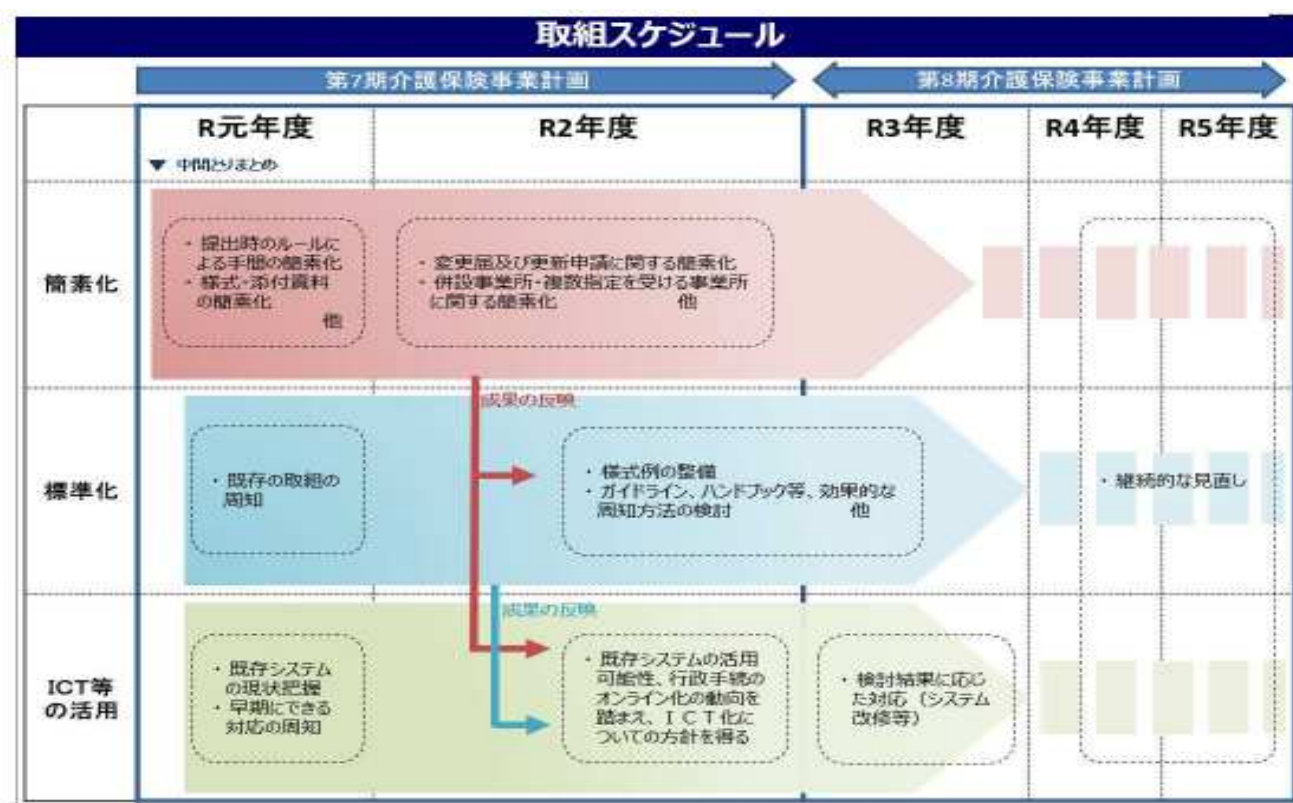 取組スケジュール
第7期介護保険事業計画
第8期介護保険事業計画
R元年度
R2年度
R3年度
R4年度
R5年度
▼ 中間とりまとめ
簡素化
・提出時のルールに
よる手間の簡素化
・様式・添付資料
の簡素化
他
・変更届及び更新申請に関する簡素化
・併設事業所・複数指定を受ける事業所
に関する簡素化 他
成果の反映
標準化
・既存の取組の
周知
・様式例の整備
・ガイドライン、ハンドブック等、効果的な
周知方法の検討 他
・継続的な見直し
成果の反映
ICT等
の活用
・既存システム
の現状把握
・早期にできる
対応の周知
・既存システムの活用
可能性、行政手続の
オンライン化の動向を
踏まえ、ICT化に
ついての方針を得る
・検討結果に応じ
た対応(システム
改修等)